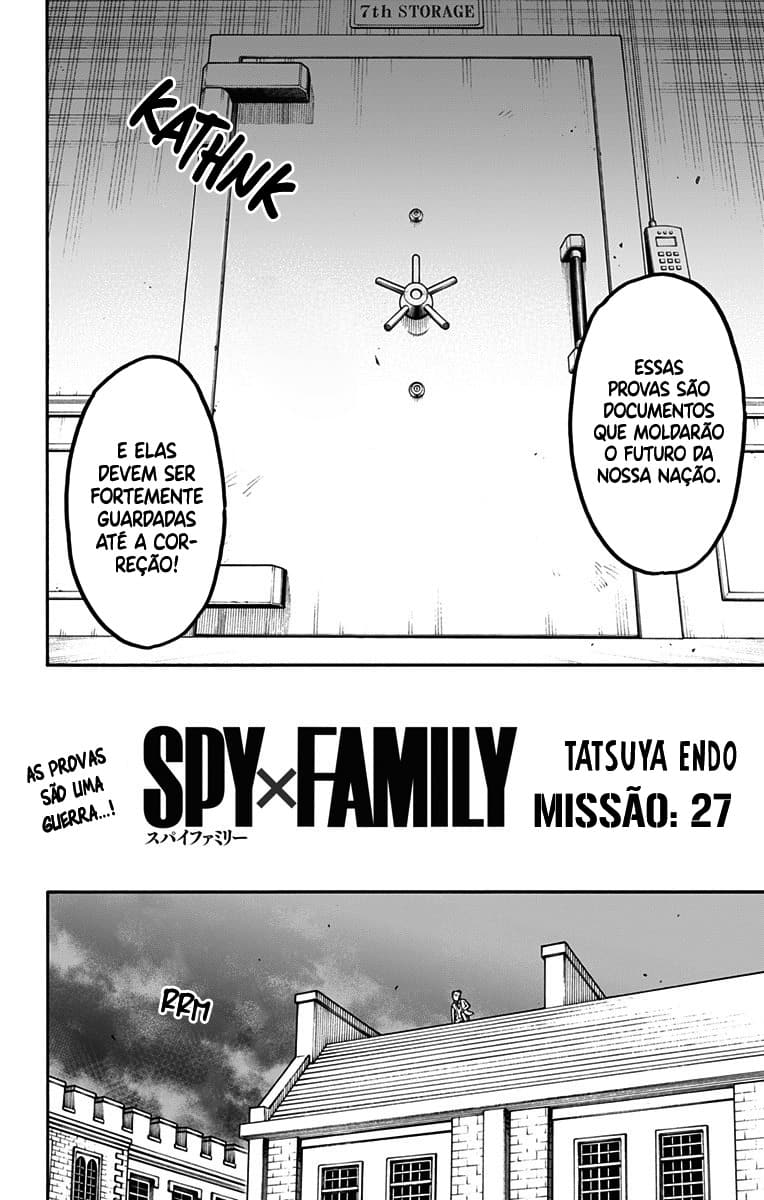 7th STORAGE
KATHNK
ESSAS
PROVAS SÃO
DOCUMENTOS
QUE MOLDARÃO
O FUTURO DA
NOSSA NAÇÃO.
E ELAS
DEVEM SER
FORTEMENTE
GUARDADAS
ATÉ A COR-
REÇÃO!
AS PROVAS
SÃO UMA
GUERRA...!
SPY×FAMILY
スパイファミリー
TATSUYA ENDO
MISSÃO: 27
RRM